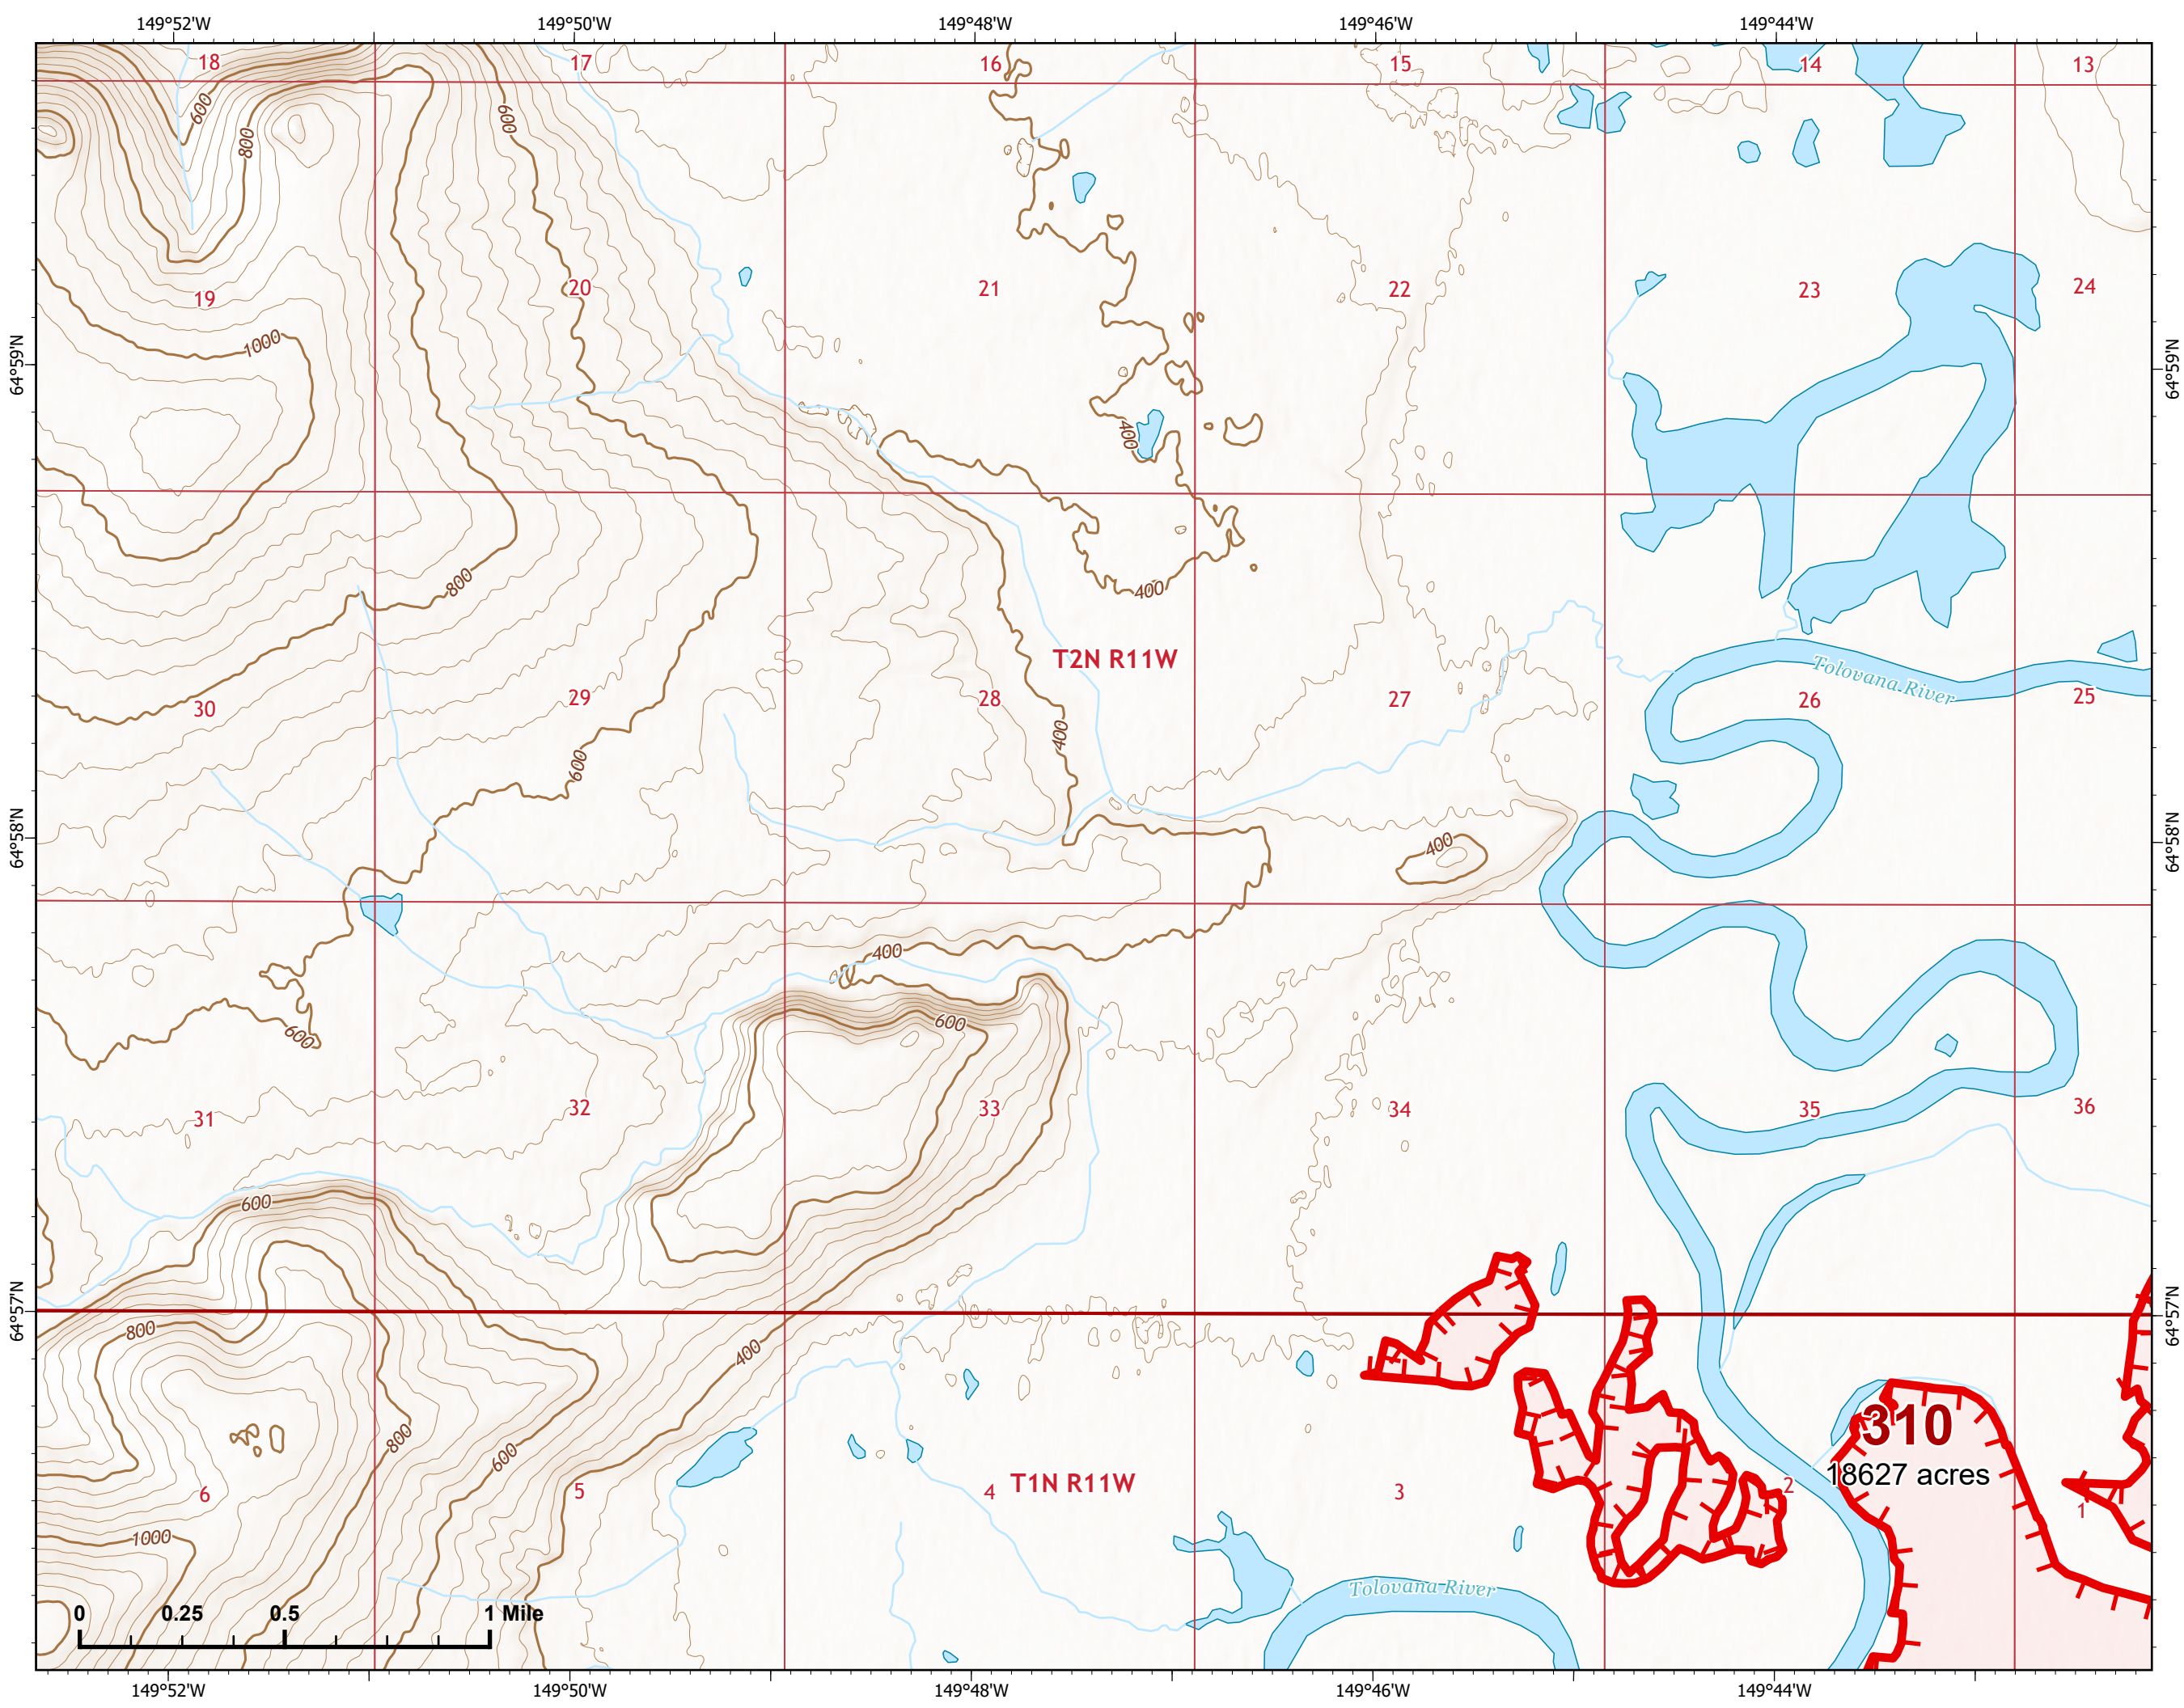 149°52'W 149°50'W 149°48'W 149°46'W 149°44'W
18 17 16 15 14 13
600 800 600
19 20 21 22 23 24
1000
64°59'N 64°59'N
400
800 400
T2N R11W
Tolovana River
30 29 28 27 26 25
400
600
64°58'N 400 64°58'N
400
600 600
31 32 33 34 35 36
600
64°57'N 64°57'N
800 400
310
800 600
18627 acres
6 5 4 T1N R11W 3 2 1
1000
Tolovana River
0 0.25 0.5 1 Mile
149°52'W 149°50'W 149°48'W 149°46'W 149°44'W